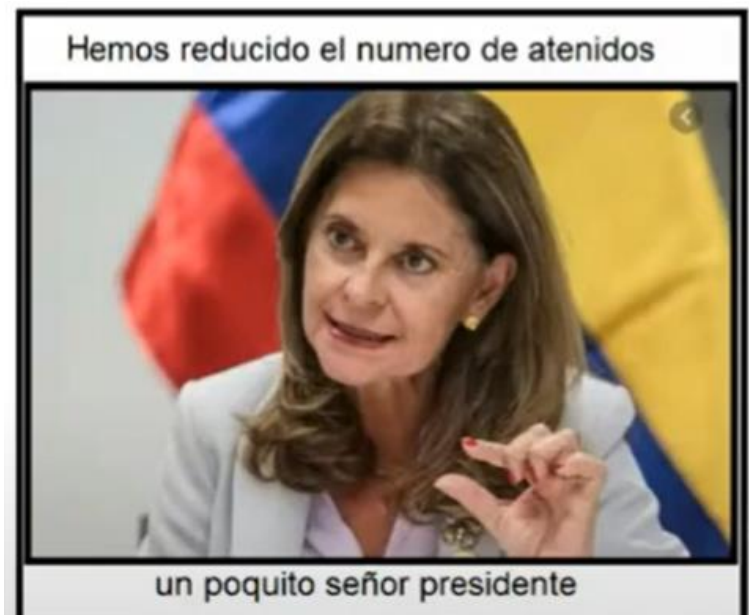 Hemos reducido el numero de atenidos
un poquito señor presidente